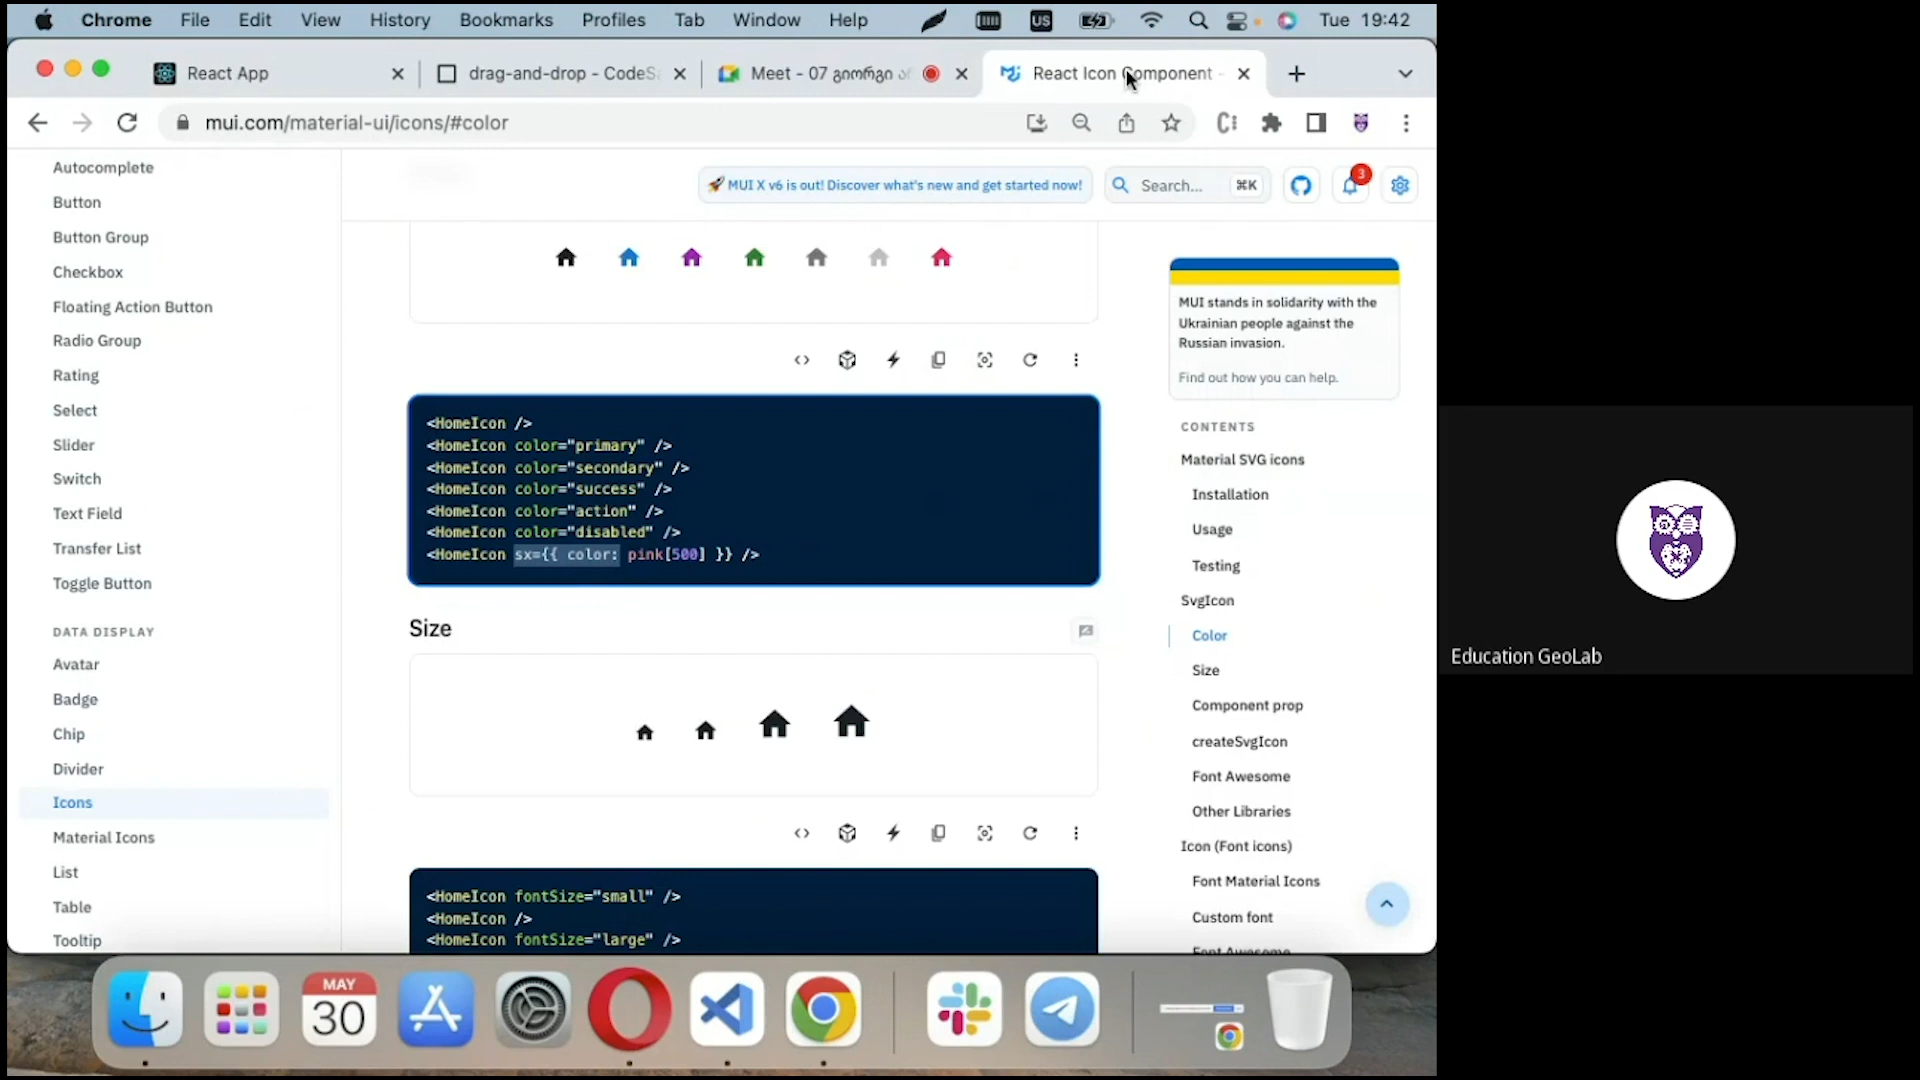 Chrome File Edit View History Bookmarks Profiles Tab Window Help US Tue 19:42
React App
drag-and-drop - CodeSa
Meet - 07 გიორგი
React Icon Component -
mui.com/material-ui/icons/#color
Autocomplete
Button
Button Group
Checkbox
Floating Action Button
Radio Group
Rating
Select
Slider
Switch
Text Field
Transfer List
Toggle Button
DATA DISPLAY
Avatar
Badge
Chip
Divider
Icons
Material Icons
List
Table
Tooltip
🚀 MUI X v6 is out! Discover what's new and get started now!
Search... ⌘K
3
<HomeIcon />
<HomeIcon color="primary" />
<HomeIcon color="secondary" />
<HomeIcon color="success" />
<HomeIcon color="action" />
<HomeIcon color="disabled" />
<HomeIcon sx={{ color: pink[500] }} />
Size
<HomeIcon fontSize="small" />
<HomeIcon />
<HomeIcon fontSize="large" />
MUI stands in solidarity with the
Ukrainian people against the
Russian invasion.
Find out how you can help.
CONTENTS
Material SVG icons
Installation
Usage
Testing
SvgIcon
Color
Size
Component prop
createSvgIcon
Font Awesome
Other Libraries
Icon (Font icons)
Font Material Icons
Custom font
Font Awesome
MAY
30
Education GeoLab